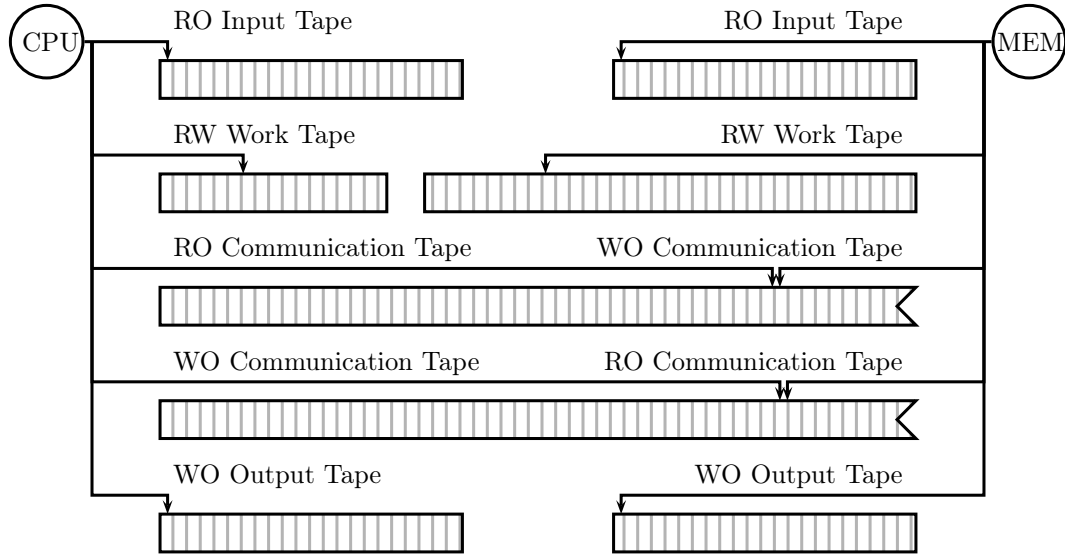 RO Input Tape
RO Input Tape
CPU
MEM
RW Work Tape
RW Work Tape
RO Communication Tape
WO Communication Tape
WO Communication Tape
RO Communication Tape
WO Output Tape
WO Output Tape